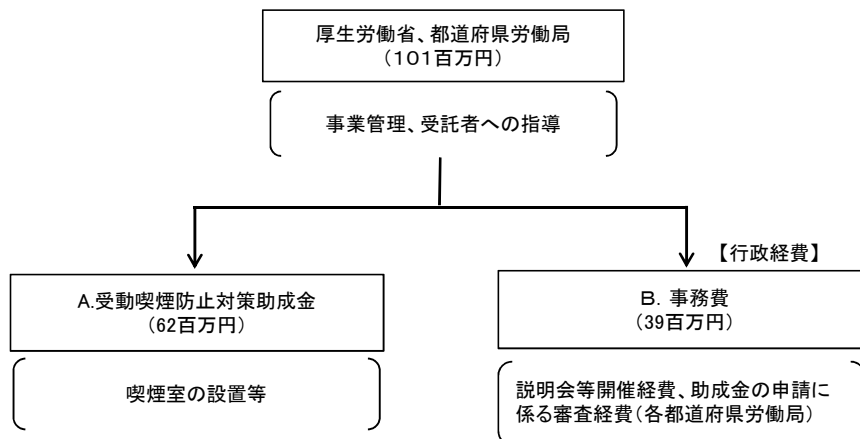 厚生労働省、都道府県労働局
（１０１百万円）
事業管理、受託者への指導
【行政経費】
A.受動喫煙防止対策助成金
（62百万円）
B. 事務費
（39百万円）
喫煙室の設置等
説明会等開催経費、助成金の申請に
係る審査経費（各都道府県労働局）